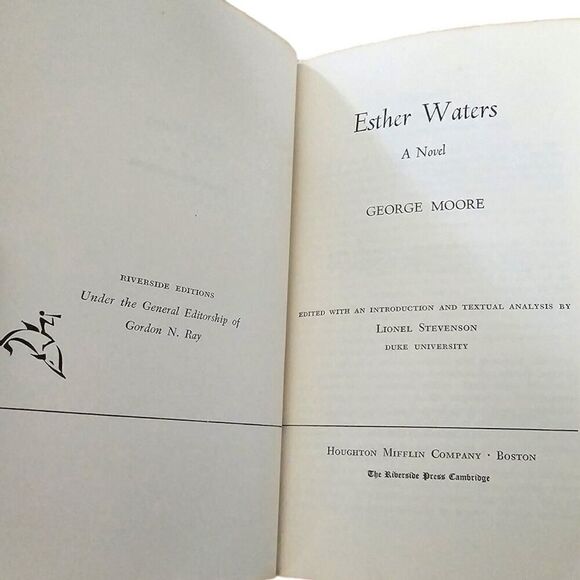 RIVERSIDE EDITIONS
Under the General Editorship of
Gordon N. Ray
Esther Waters
A Novel
GEORGE MOORE
EDITED WITH AN INTRODUCTION AND TEXTUAL ANALYSIS BY
LIONEL STEVENSON
DUKE UNIVERSITY
HOUGHTON MIFFLIN COMPANY · BOSTON
The Riverside Press Cambridge